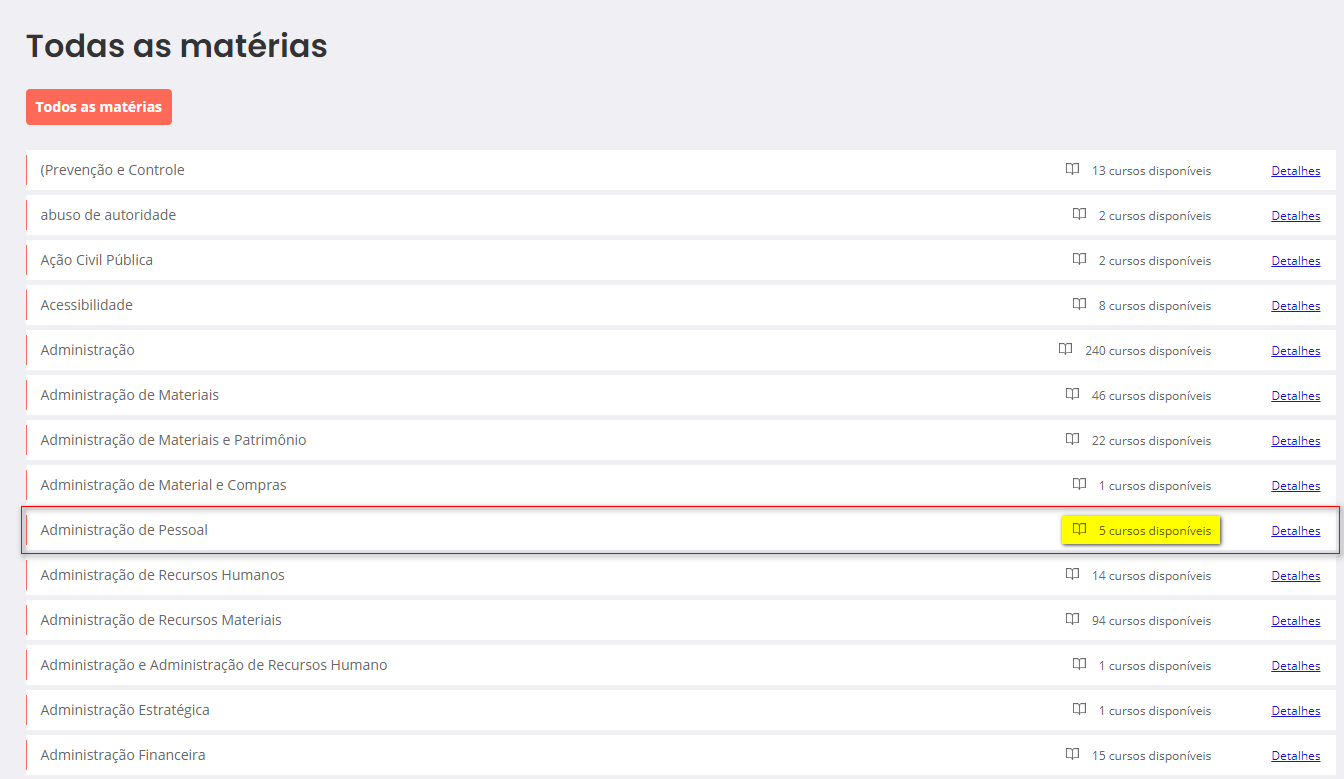 Todas as matérias
Todos as matérias
(Prevenção e Controle 13 cursos disponíveis Detalhes
abuso de autoridade 2 cursos disponíveis Detalhes
Ação Civil Pública 2 cursos disponíveis Detalhes
Acessibilidade 8 cursos disponíveis Detalhes
Administração 240 cursos disponíveis Detalhes
Administração de Materiais 46 cursos disponíveis Detalhes
Administração de Materiais e Patrimônio 22 cursos disponíveis Detalhes
Administração de Material e Compras 1 cursos disponíveis Detalhes
Administração de Pessoal 5 cursos disponíveis Detalhes
Administração de Recursos Humanos 14 cursos disponíveis Detalhes
Administração de Recursos Materiais 94 cursos disponíveis Detalhes
Administração e Administração de Recursos Humano 1 cursos disponíveis Detalhes
Administração Estratégica 1 cursos disponíveis Detalhes
Administração Financeira 15 cursos disponíveis Detalhes